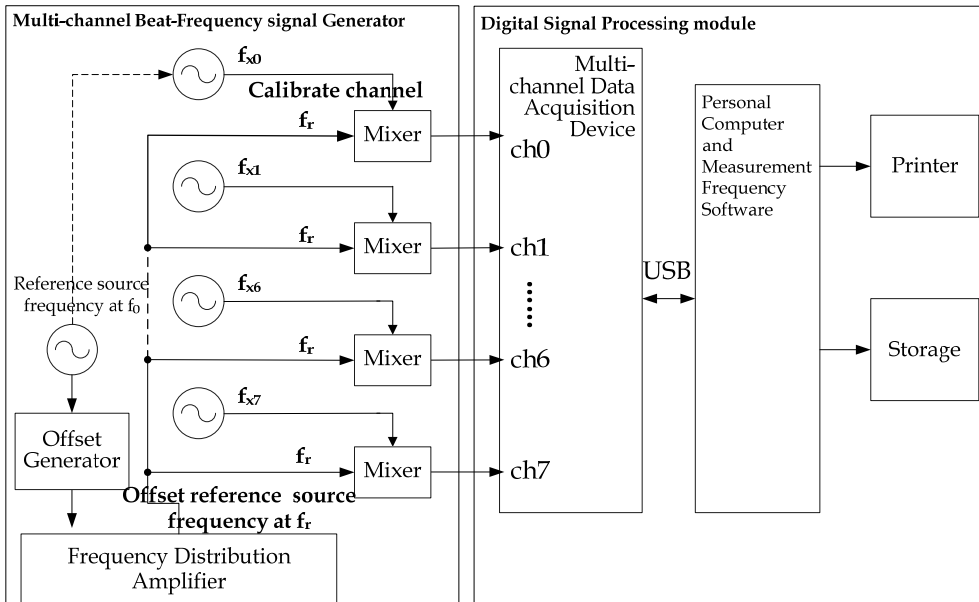 Multi-channel Beat-Frequency signal Generator
fx0
Calibrate channel
fr
Mixer
fx1
fr
Mixer
Reference source
frequency at f0
fx6
fr
Mixer
fx7
fr
Mixer
Offset
Generator
Offset reference source
frequency at fr
Frequency Distribution
Amplifier
Digital Signal Processing module
Multi-
channel Data
Acquisition
Device
ch0
ch1
......
ch6
ch7
USB
Personal
Computer
and
Measurement
Frequency
Software
Printer
Storage